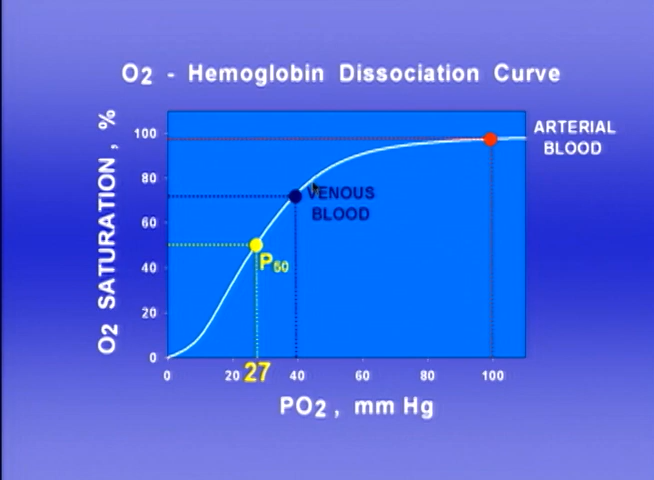 O2 - Hemoglobin Dissociation Curve
O2 SATURATION, %
100
80
60
40
20
0
ARTERIAL
BLOOD
VENOUS
BLOOD
P50
0 20 27 40 60 80 100
PO2, mm Hg